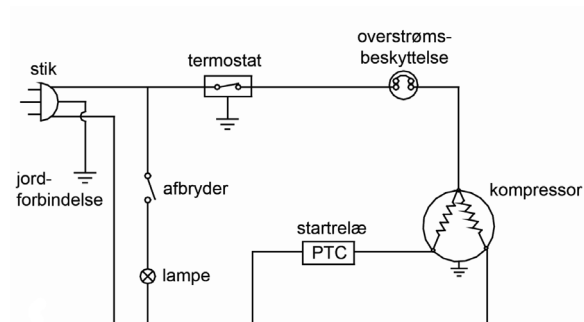 overstrøms-
beskyttelse
termostat
stik
jord-
forbindelse
afbryder
kompressor
startrelæ
PTC
lampe